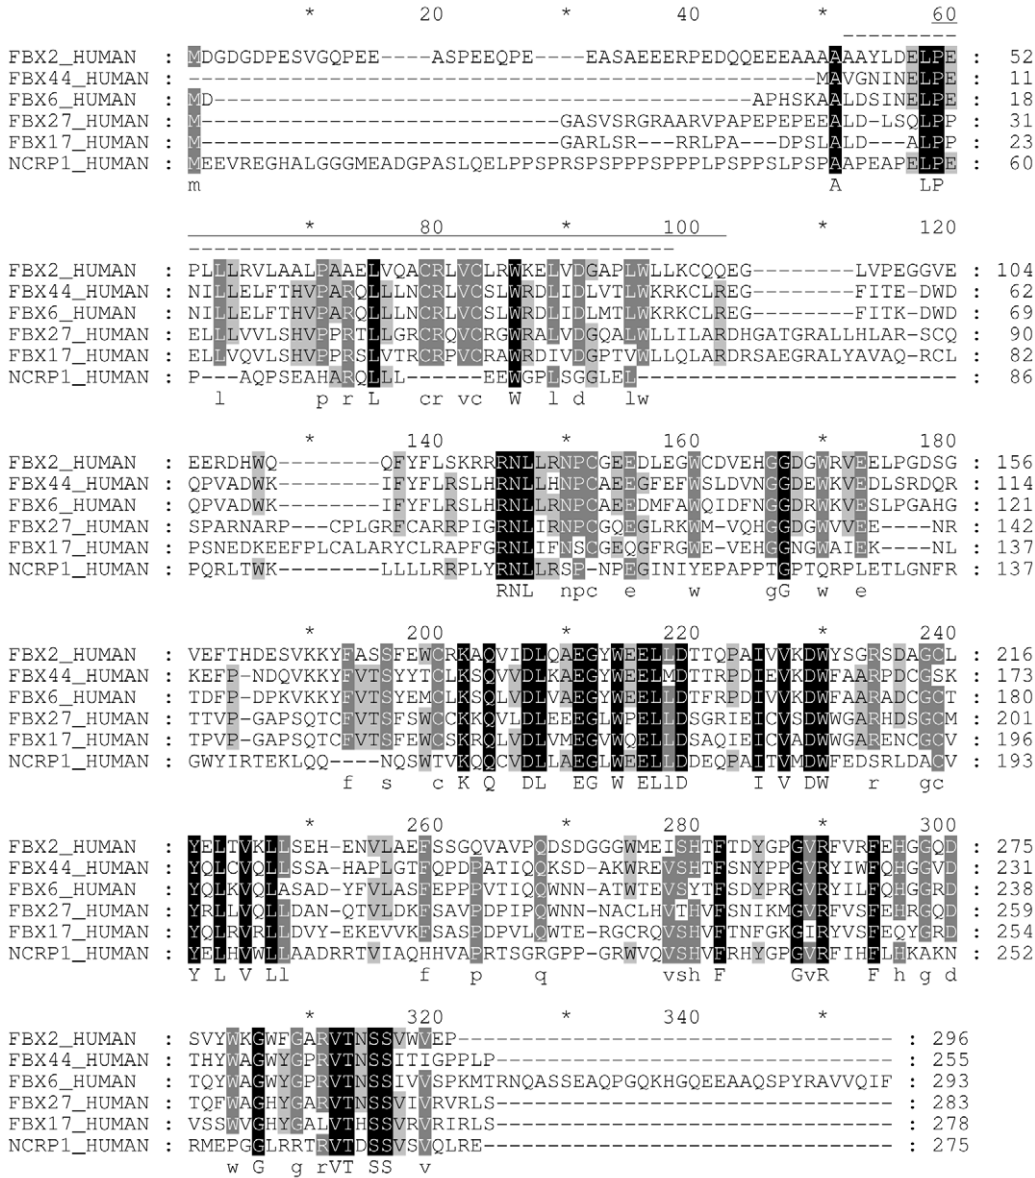 * 20 * 40 * 60
FBX2_HUMAN : MDGDGDPESVGQPEE----ASPEEQPE----EASAEEERPEDQQEEEAAAAAAYLDELPE : 52
FBX44_HUMAN : -------------------------------------------------MAVGNINELPE : 11
FBX6_HUMAN : MD------------------------------------------APHSKAALDSINELPE : 18
FBX27_HUMAN : M----------------------------GASVSRGRAARVPAPEPEPEEALD-LSQLPP : 31
FBX17_HUMAN : M----------------------------GARLSR---RRLPA---DPSLALD---ALPP : 23
NCRP1_HUMAN : MEEVREGHALGGGMEADGPASLQELPPSPRSPSPPPSPPPLPSPPSLPSPAAPEAPELPE : 60
m A LP
* 80 * 100 * 120
FBX2_HUMAN : PLLLRVLAALPAAELVQACRLVCLRWKELVDGAPLWLLKCQQEG--------LVPEGGVE : 104
FBX44_HUMAN : NILLELFTHVPARQLLLNCRLVCSLWRDLIDLVTLWKRKCLREG--------FITE-DWD : 62
FBX6_HUMAN : NILLELFTHVPARQLLLNCRLVCSLWRDLIDLMTLWKRKCLREG--------FITK-DWD : 69
FBX27_HUMAN : ELLLVVLSHVPPRTLLGRCRQVCRGWRALVDGQALWLLILARDHGATGRALLHLAR-SCQ : 90
FBX17_HUMAN : ELLVQVLSHVPPRSLVTRCRPVCRAWRDIVDGPTVWLLQLARDRSAEGRALYAVAQ-RCL : 82
NCRP1_HUMAN : P--AQPSEAHARQLLL------EEWGPLSGGLEL-------------------------- : 86
l p r L cr vc W l d lw
* 140 * 160 * 180
FBX2_HUMAN : EERDHWQ--------QFYFLSKRRRNLLRNPCGEEDLEGWCDVEHGGDGWRVEELPGDSG : 156
FBX44_HUMAN : QPVADWK--------IFYFLRSLHRNLLHNPCAEEGFEFWSLDVNGGDEWKVEDLSRDQR : 114
FBX6_HUMAN : QPVADWK--------IFYFLRSLHRNLLRNPCAEEDMFAWQIDFNGGDRWKVESLPGAHG : 121
FBX27_HUMAN : SPARNARP----CPLGRFCARRPIGRNLIRNPCGQEGLRKWM-VQHGGDGWVVEE---NR : 142
FBX17_HUMAN : PSNEDKEEFPLCALARYCLRAPFGRNLIFNSCGEQGFRGWE-VEHGGNGWAIEK----NL : 137
NCRP1_HUMAN : PQRLTWK--------LLLLRRPLYRNLLRSP-NPEGINIYEPAPPTGPTQRPLETLGNFR : 137
RNL npc e w gG w e
* 200 * 220 * 240
FBX2_HUMAN : VEFTHDESVKKYFASSFEWCRKAQVIDLQAEGYWEELLDTTQPAIVVKDWYSGRSDAGCL : 216
FBX44_HUMAN : KEFP-NDQVKKYFVTSYYTCLKSQVVDLKAEGYWEELMDTTRPDIEVKDWFAARPDCGSK : 173
FBX6_HUMAN : TDFP-DPKVKKYFVTSYEMCLKSQLVDLVAEGYWEELLDTFRPDIVVKDWFAARADCGCT : 180
FBX27_HUMAN : TTVP-GAPSQTCFVTSFSWCCKKQVLDLEEEGLWPELLDSGRIEICVSDWWGARHDSGCM : 201
FBX17_HUMAN : TPVP-GAPSQTCFVTSFEWCSKRQLVDLVMEGVWQELLDSAQIEICVADWWGARENCGCV : 196
NCRP1_HUMAN : GWYIRTEKLQQ---NQSWTVKQQCVDLLAEGLWEELLDDEQPAITVMDWFEDSRLDACV : 193
f s c K Q DL EG W ELlD I V DW r gc
* 260 * 280 * 300
FBX2_HUMAN : YELTVKLLSEH-ENVLAEFSSGQVAVPQDSDGGGWMEISHTFTDYGPGVRFVRFEHGGQD : 275
FBX44_HUMAN : YQLCVQLLSSA-HAPLGTFQPDPATIQQKSD-AKWREVSHTFSNYPPGVRYIWFQHGGVD : 231
FBX6_HUMAN : YQLKVQLASAD-YFVLASFEPPPVTIQQWNN-ATWTEVSYTFSDYPRGVRYILFQHGGRD : 238
FBX27_HUMAN : YRLLVQLLDAN-QTVLDKFSAVPDPIPQWNN-NACLHVTHVFSNIKMGVRFVSFEHRGQD : 259
FBX17_HUMAN : YQLRVRLLDVY-EKEVVKFSASPDPVLQWTE-RGCRQVSHVFTNFGKGIRYVSFEQYGRD : 254
NCRP1_HUMAN : YELHVWLLAADRRTVIAQHHVAPRTSGRGPP-GRWVQVSHVFRHYGPGVRFIHFLHKAKN : 252
Y L V Ll f p q vsh F GvR F h g d
* 320 * 340 *
FBX2_HUMAN : SVYWKGWFGARVTNSSVWVEP---------------------------------- : 296
FBX44_HUMAN : THYWAGWYGPRVTNSSITIGPPLP------------------------------- : 255
FBX6_HUMAN : TQYWAGWYGPRVTNSSIVVSPKMTRNQASSEAQPGQKHGQEEAAQSPYRAVVQIF : 293
FBX27_HUMAN : TQFWAGHYGARVTNSSVIVRVRLS------------------------------- : 283
FBX17_HUMAN : VSSWVGHYGALVTHSSVRVRIRLS------------------------------- : 278
NCRP1_HUMAN : RMEPGGLRRTRVTDSSVSVQLRE-------------------------------- : 275
w G g rVT SS v